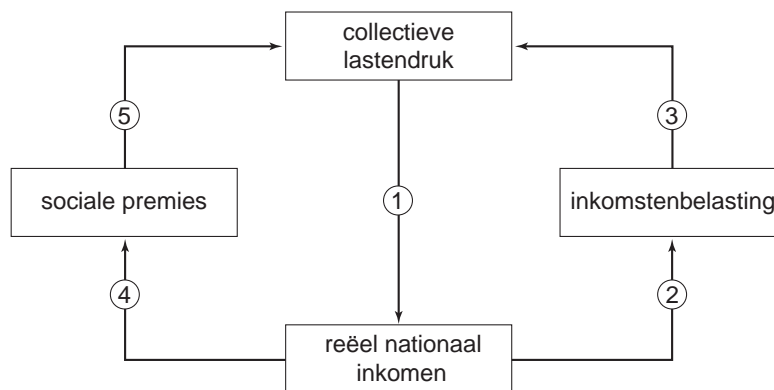 collectieve
lastendruk
5
3
sociale premies
1
inkomstenbelasting
4
2
reëel nationaal
inkomen